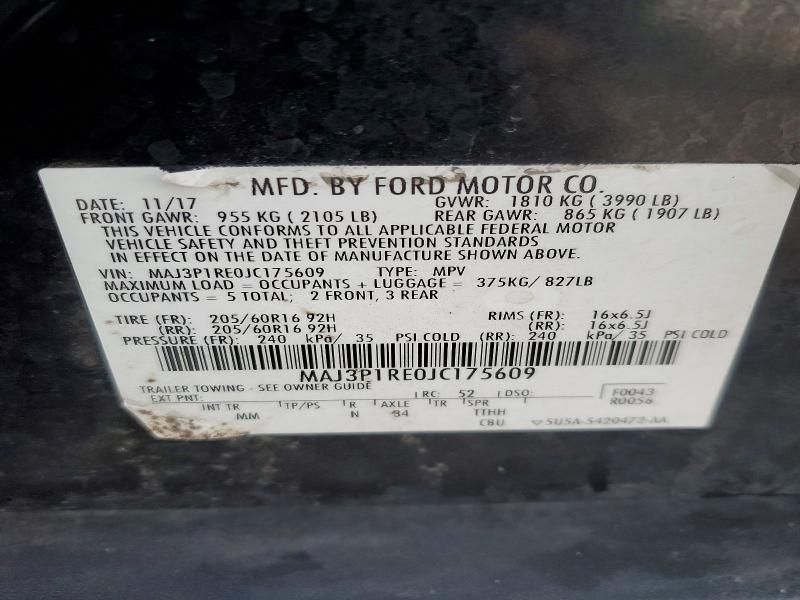 MFD. BY FORD MOTOR CO.
DATE: 11/17 GVWR: 1810 KG ( 3990 LB)
FRONT GAWR: 955 KG ( 2105 LB) REAR GAWR: 865 KG ( 1907 LB)
THIS VEHICLE CONFORMS TO ALL APPLICABLE FEDERAL MOTOR
VEHICLE SAFETY AND THEFT PREVENTION STANDARDS
IN EFFECT ON THE DATE OF MANUFACTURE SHOWN ABOVE.
VIN: MAJ3P1RE0JC175609 TYPE: MPV
MAXIMUM LOAD = OCCUPANTS + LUGGAGE = 375KG/ 827LB
OCCUPANTS = 5 TOTAL; 2 FRONT, 3 REAR
TIRE (FR): 205/60R16 92H RIMS (FR): 16x6.5J
(RR): 205/60R16 92H (RR): 16x6.5J
PRESSURE (FR): 240 kPa/ 35 PSI COLD (RR): 240 kPa/ 35 PSI COLD
MAJ3P1RE0JC175609
TRAILER TOWING - SEE OWNER GUIDE
EXT PNT: RC: 52 DSO: F0043
R0056
INT TR TP/PS R AXLE TR SPR TTHH
MM N 34 CBU 5U5A-5420472-AA